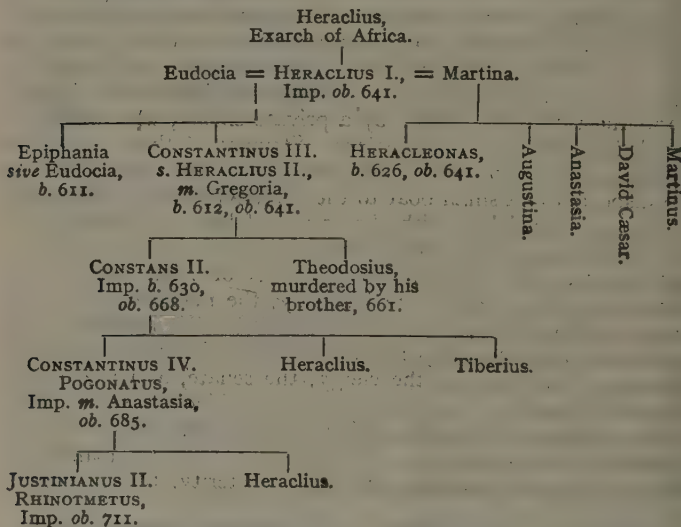 Heraclius,
Exarch of Africa.
Eudocia = HERACLIUS I., = Martina.
Imp. ob. 641.
Epiphania
sive Eudocia,
b. 611.
CONSTANTINUS III.
s. HERACLIUS II.,
m. Gregoria,
b. 612, ob. 641.
HERACLEONAS,
b. 626, ob. 641.
Augustina.
Anastasia.
David Cæsar.
Martinus.
CONSTANS II.
Imp. b. 630,
ob. 668.
Theodosius,
murdered by his
brother, 661.
CONSTANTINUS IV.
POGONATUS,
Imp. m. Anastasia,
ob. 685.
Heraclius.
Tiberius.
JUSTINIANUS II.
RHINOTMETUS,
Imp. ob. 711.
Heraclius.